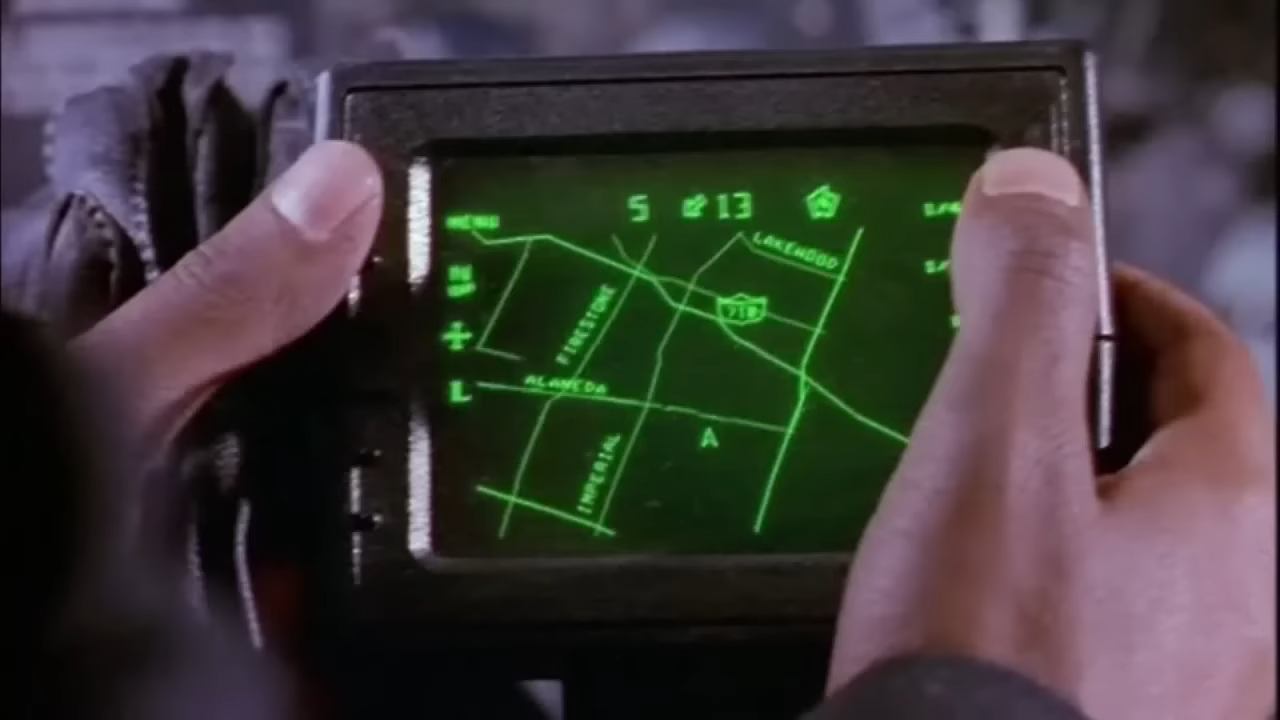 MENU
5 13
LAKEWOOD
710
FIRESTONE
ALAMEDA
L
A
IMPERIAL